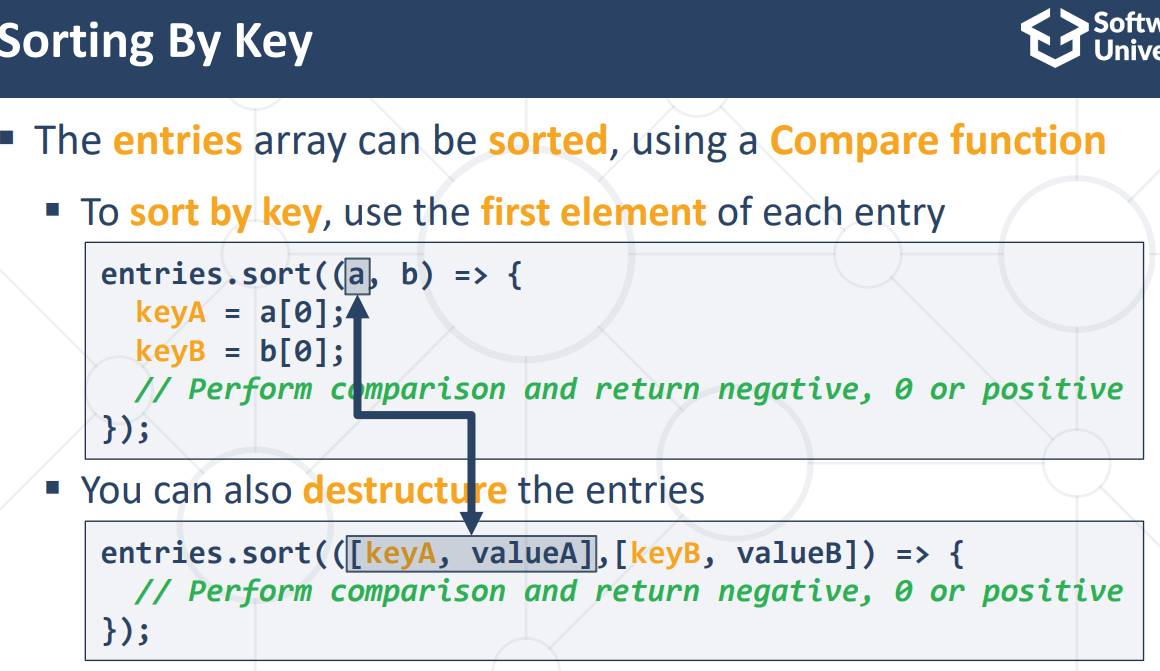 Sorting By Key
Softw
Unive
▪ The entries array can be sorted, using a Compare function
▪ To sort by key, use the first element of each entry
entries.sort((a, b) => {
  keyA = a[0];
  keyB = b[0];
  // Perform comparison and return negative, 0 or positive
});
▪ You can also destructure the entries
entries.sort(([keyA, valueA],[keyB, valueB]) => {
  // Perform comparison and return negative, 0 or positive
});